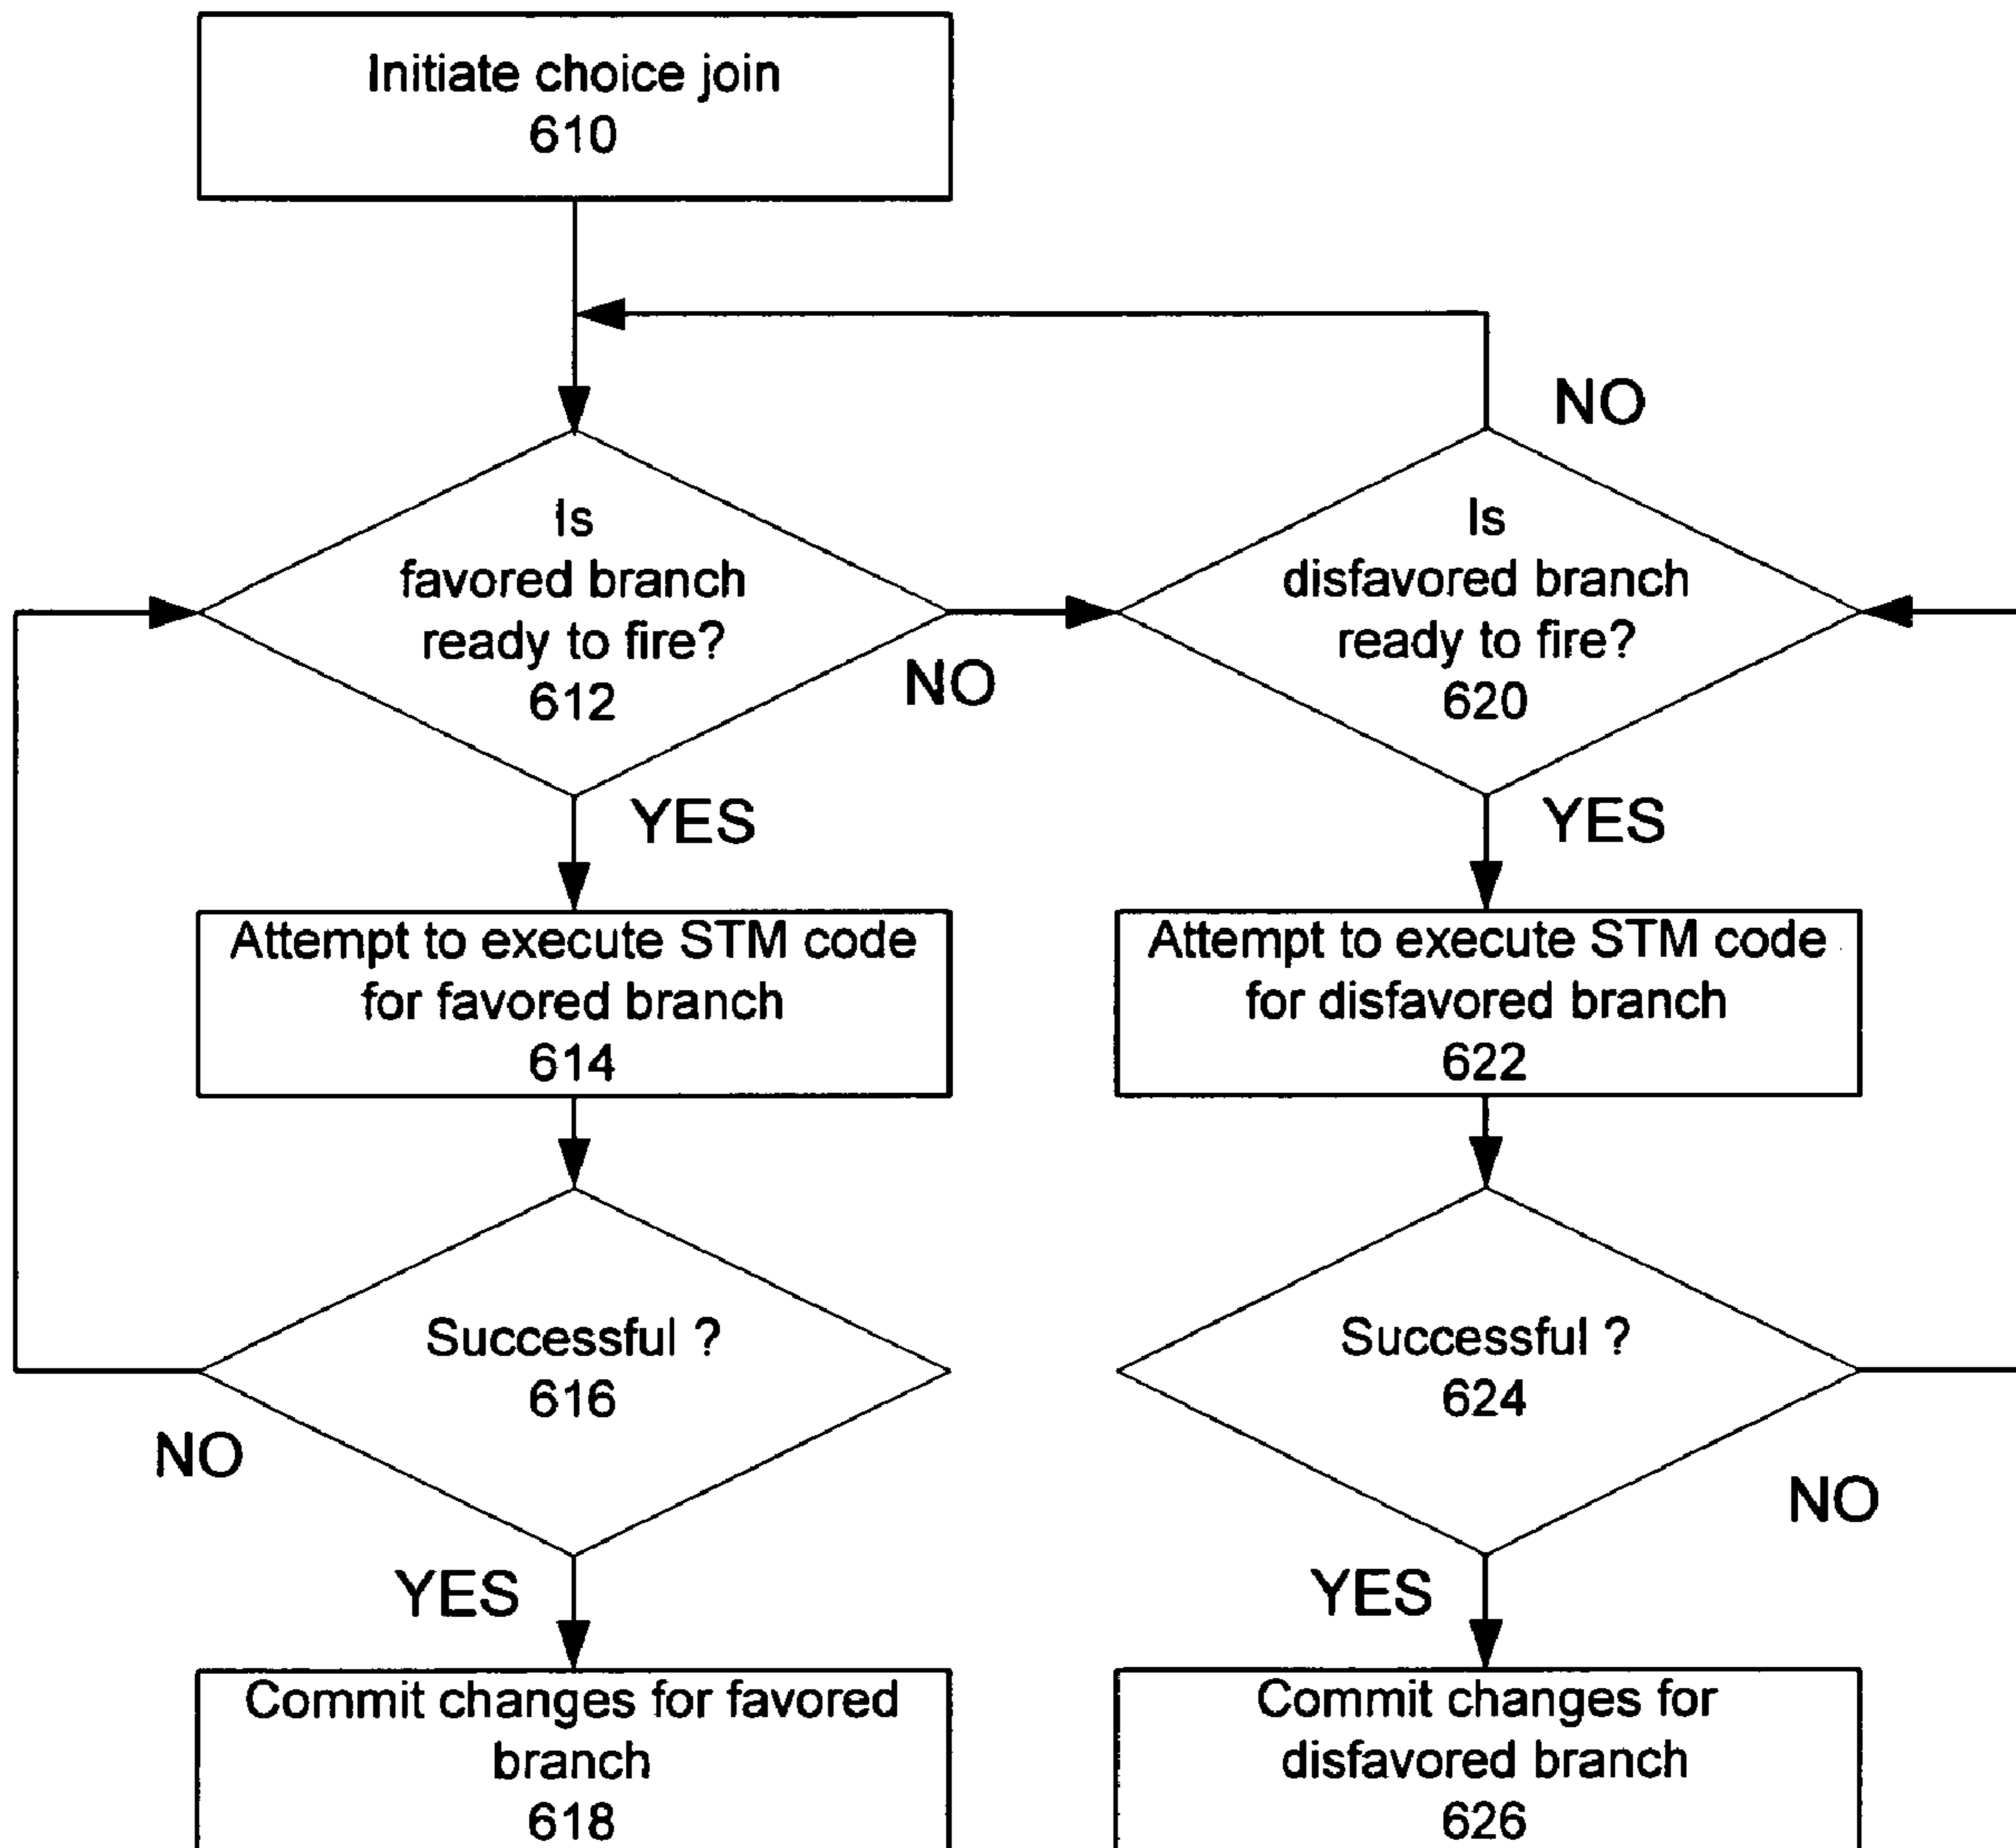 Initiate choice join
610
NO
Is
favored branch
ready to fire?
612
NO
Is
disfavored branch
ready to fire?
620
YES
YES
Attempt to execute STM code
for favored branch
614
Attempt to execute STM code
for disfavored branch
622
Successful ?
616
NO
Successful ?
624
NO
YES
YES
Commit changes for favored
branch
618
Commit changes for
disfavored branch
626